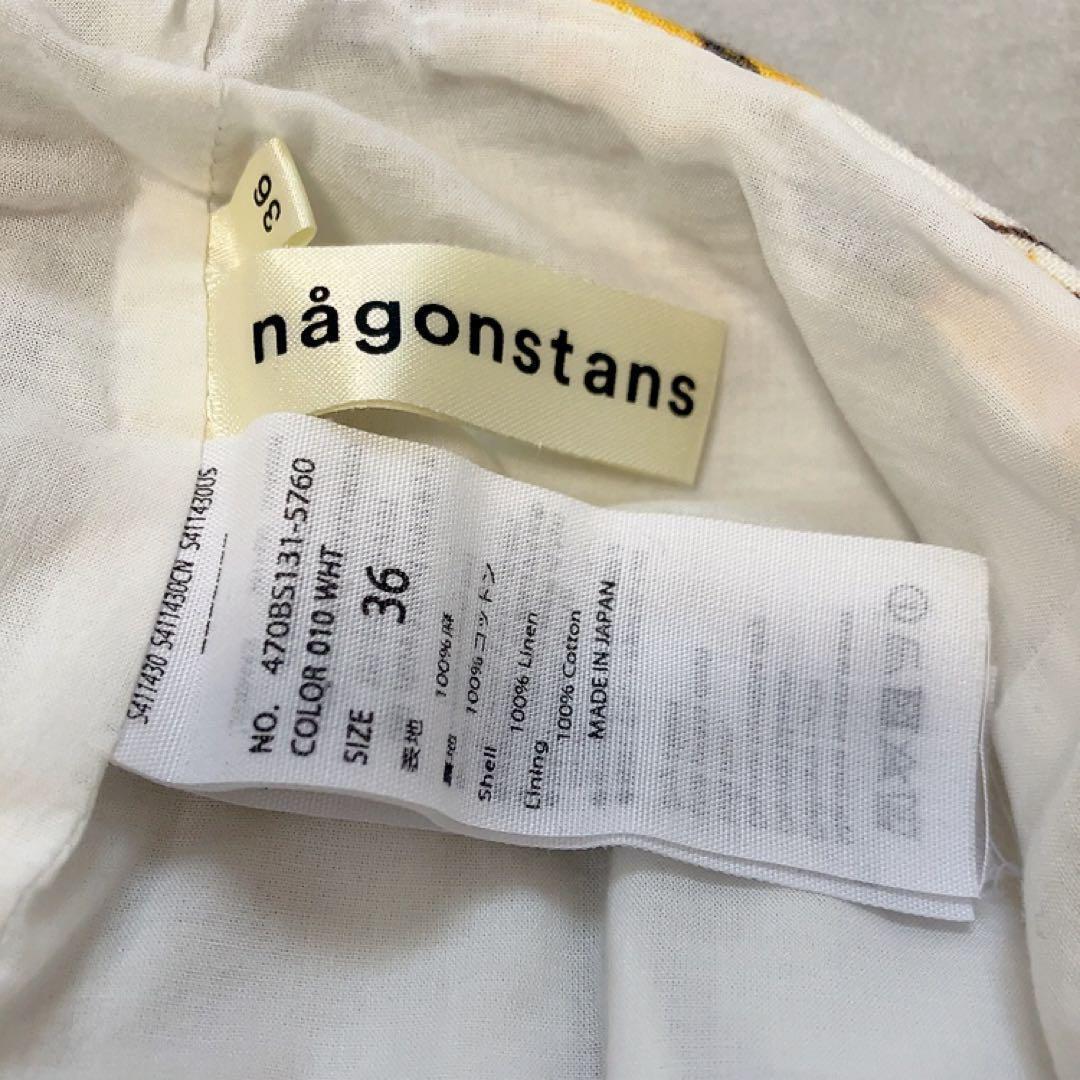 36
någonstans
S411430 S411430CN S411430US
NO. 470BS131-5760
COLOR 010 WHT
SIZE 36
表地 100% 麻
裏地 100% コットン
Shell 100% Linen
Lining 100% Cotton
MADE IN JAPAN